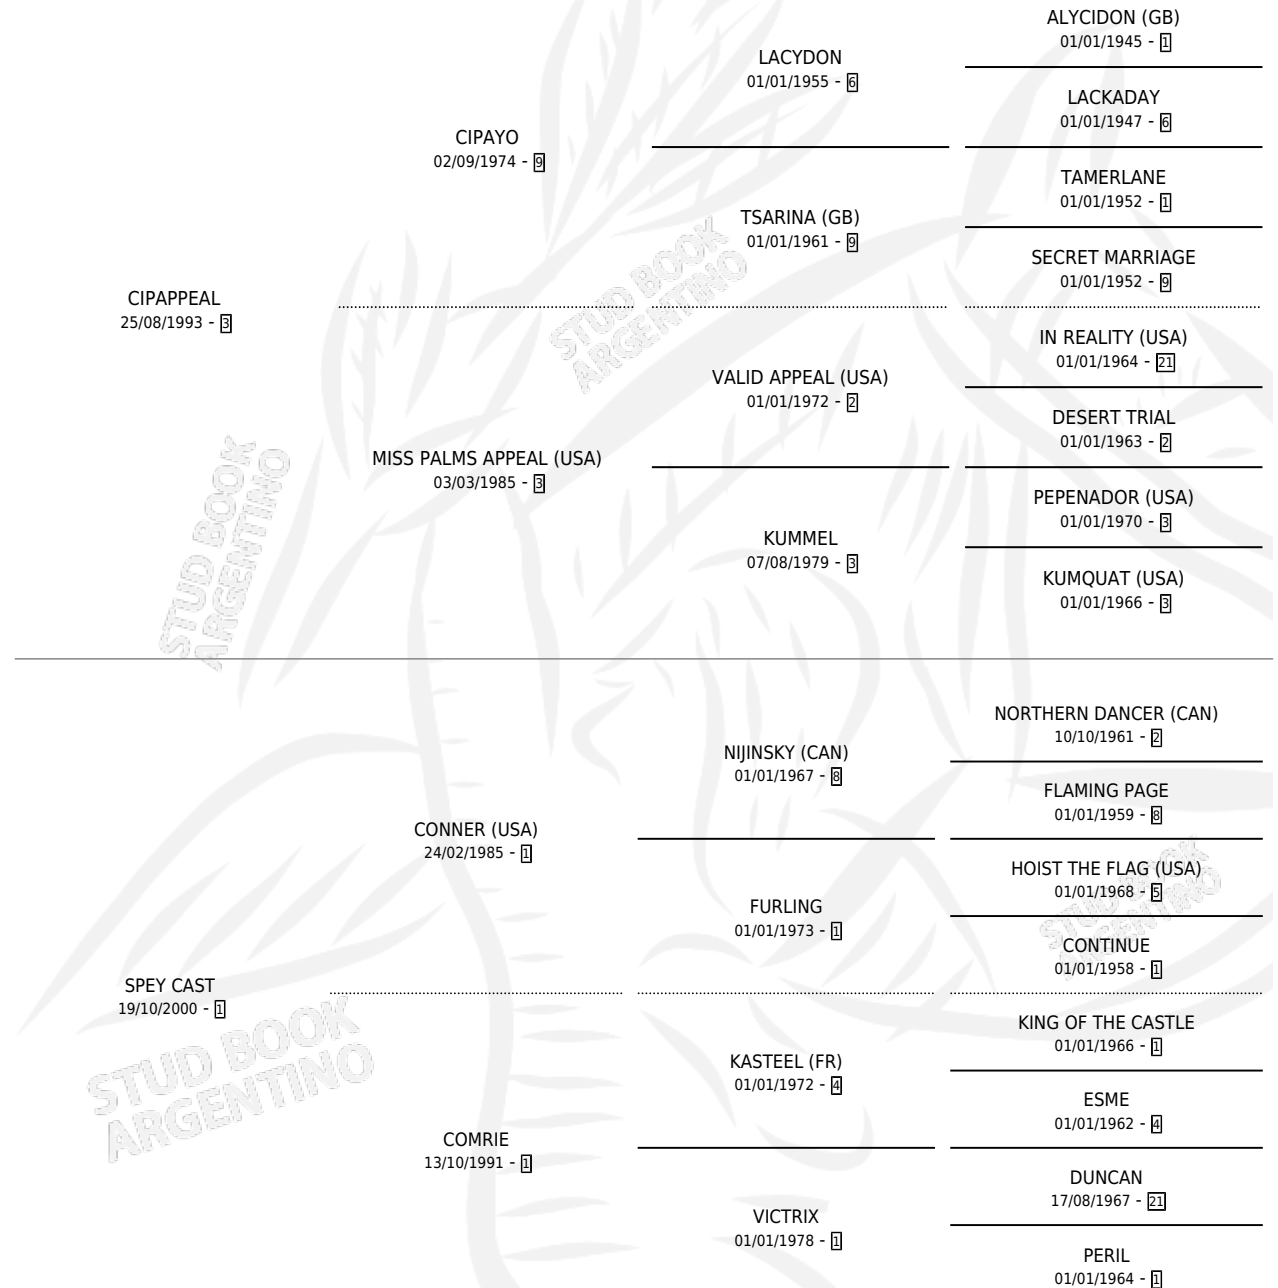 ALYCIDON (GB)
01/01/1945 - 1
LACYDON
01/01/1955 - 6
LACKADAY
01/01/1947 - 6
CIPAYO
02/09/1974 - 9
TAMERLANE
01/01/1952 - 1
TSARINA (GB)
01/01/1961 - 9
SECRET MARRIAGE
01/01/1952 - 9
CIPAPPEAL
25/08/1993 - 3
STUD BOOK
ARGENTINO
IN REALITY (USA)
01/01/1964 - 21
VALID APPEAL (USA)
01/01/1972 - 2
DESERT TRIAL
01/01/1963 - 2
MISS PALMS APPEAL (USA)
03/03/1985 - 3
PEPENADOR (USA)
01/01/1970 - 3
KUMMEL
07/08/1979 - 3
KUMQUAT (USA)
01/01/1966 - 3
STUD BOOK
ARGENTINO
NORTHERN DANCER (CAN)
10/10/1961 - 2
NIJINSKY (CAN)
01/01/1967 - 8
FLAMING PAGE
01/01/1959 - 8
CONNER (USA)
24/02/1985 - 1
HOIST THE FLAG (USA)
01/01/1968 - 5
FURLING
01/01/1973 - 1
STUD BOOK
ARGENTINO
CONTINUE
01/01/1958 - 1
SPEY CAST
19/10/2000 - 1
STUD BOOK
ARGENTINO
KING OF THE CASTLE
01/01/1966 - 1
KASTEEL (FR)
01/01/1972 - 4
ESME
01/01/1962 - 4
COMRIE
13/10/1991 - 1
DUNCAN
17/08/1967 - 21
VICTRIX
01/01/1978 - 1
PERIL
01/01/1964 - 1